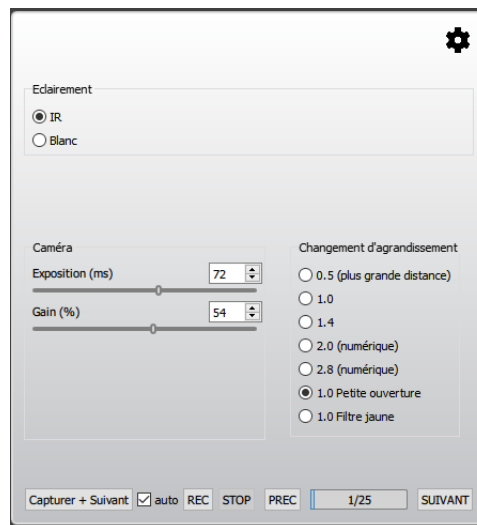 Eclairement
IR
Blanc
Caméra
Exposition (ms) 72
Gain (%) 54
Changement d'agrandissement
0.5 (plus grande distance)
1.0
1.4
2.0 (numérique)
2.8 (numérique)
1.0 Petite ouverture
1.0 Filtre jaune
Capturer + Suivant auto REC STOP PREC 1/25 SUIVANT